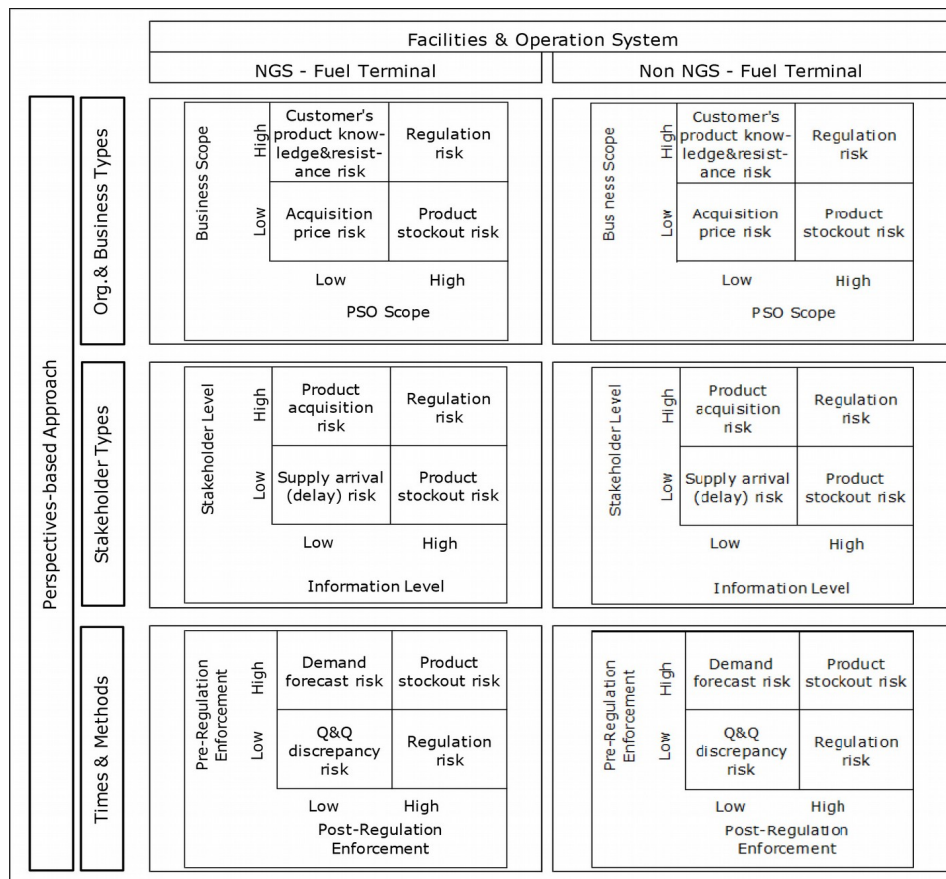 Facilities & Operation System
NGS - Fuel Terminal
Non NGS - Fuel Terminal
Perspectives-based Approach
Org.& Business Types
Business Scope
High
Low
Customer's
product know-
ledge&resist-
ance risk
Regulation
risk
Acquisition
price risk
Product
stockout risk
Low
High
PSO Scope
Bus ness Scope
High
Low
Customer's
product know-
ledge&resist-
ance risk
Regulation
risk
Acquisition
price risk
Product
stockout risk
Low
High
PSO Scope
Stakeholder Types
Stakeholder Level
High
Low
Product
acquisition
risk
Regulation
risk
Supply arrival
(delay) risk
Product
stockout risk
Low
High
Information Level
Stakeholder Level
High
Low
Product
acquisition
risk
Regulation
risk
Supply arrival
(delay) risk
Product
stockout risk
Low
High
Information Level
Times & Methods
Pre-Regulation
Enforcement
High
Low
Demand
forecast risk
Product
stockout risk
Q&Q
discrepancy
risk
Regulation
risk
Low
High
Post-Regulation
Enforcement
Pre-Regulation
Enforcement
High
Low
Demand
forecast risk
Product
stockout risk
Q&Q
discrepancy
risk
Regulation
risk
Low
High
Post-Regulation
Enforcement